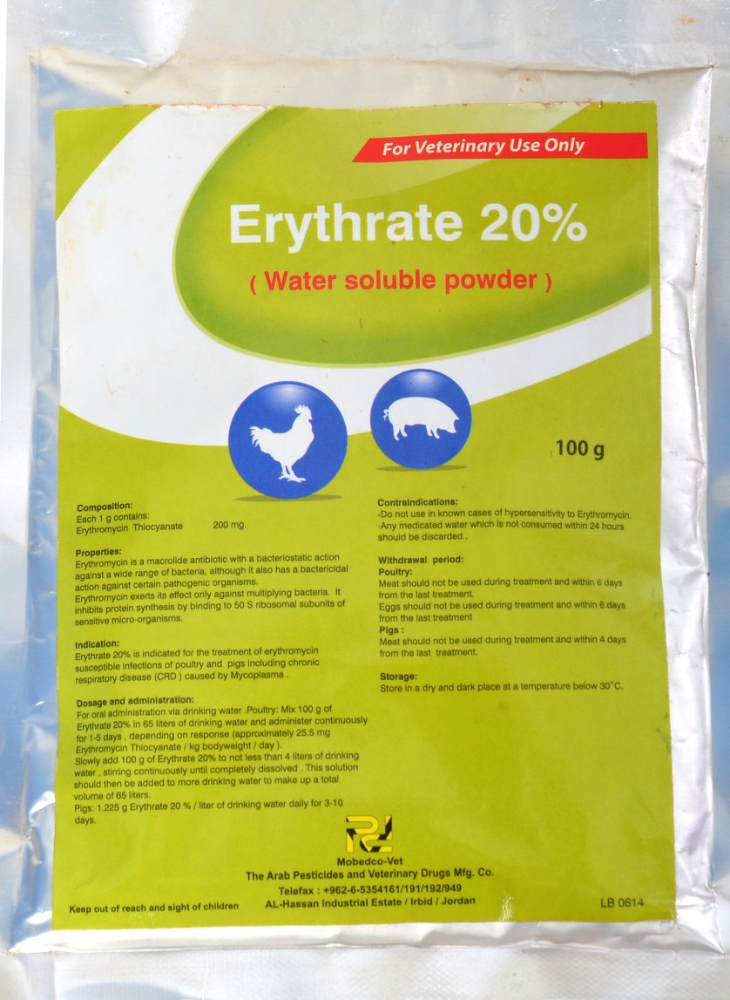 For Veterinary Use Only
Erythrate 20%
( Water soluble powder )
100 g
Composition:
Each 1 g contains:
Erythromycin Thiocyanate 200 mg.
Properties:
Erythromycin is a macrolide antibiotic with a bacteriostatic action
against a wide range of bacteria, although it also has a bactericidal
action against certain pathogenic organisms.
Erythromycin exerts its effect only against multiplying bacteria. It
inhibits protein synthesis by binding to 50 S ribosomal subunits of
sensitive micro-organisms.
Indication:
Erythrate 20% is indicated for the treatment of erythromycin
susceptible infections of poultry and pigs including chronic
respiratory disease (CRD ) caused by Mycoplasma .
Dosage and administration:
For oral administration via drinking water .Poultry: Mix 100 g of
Erythrate 20% in 65 liters of drinking water and administer continuously
for 1-5 days , depending on response (approximately 25.5 mg
Erythromycin Thiocyanate / kg bodyweight / day ).
Slowly add 100 g of Erythrate 20% to not less than 4 liters of drinking
water , stirring continuously until completely dissolved . This solution
should then be added to more drinking water to make up a total
volume of 65 liters.
Pigs: 1.225 g Erythrate 20 % / liter of drinking water daily for 3-10
days.
Contraindications:
-Do not use in known cases of hypersensitivity to Erythromycin.
-Any medicated water which is not consumed within 24 hours
should be discarded .
Withdrawal period:
Poultry:
Meat should not be used during treatment and within 6 days
from the last treatment.
Eggs should not be used during treatment and within 6 days
from the last treatment
Pigs :
Meat should not be used during treatment and within 4 days
from the last treatment.
Storage:
Store in a dry and dark place at a temperature below 30°C.
Mobedco-Vet
The Arab Pesticides and Veterinary Drugs Mfg. Co.
Telefax : +962-6-5354161/191/192/949
AL-Hassan Industrial Estate / Irbid / Jordan
Keep out of reach and sight of children
LB 0614